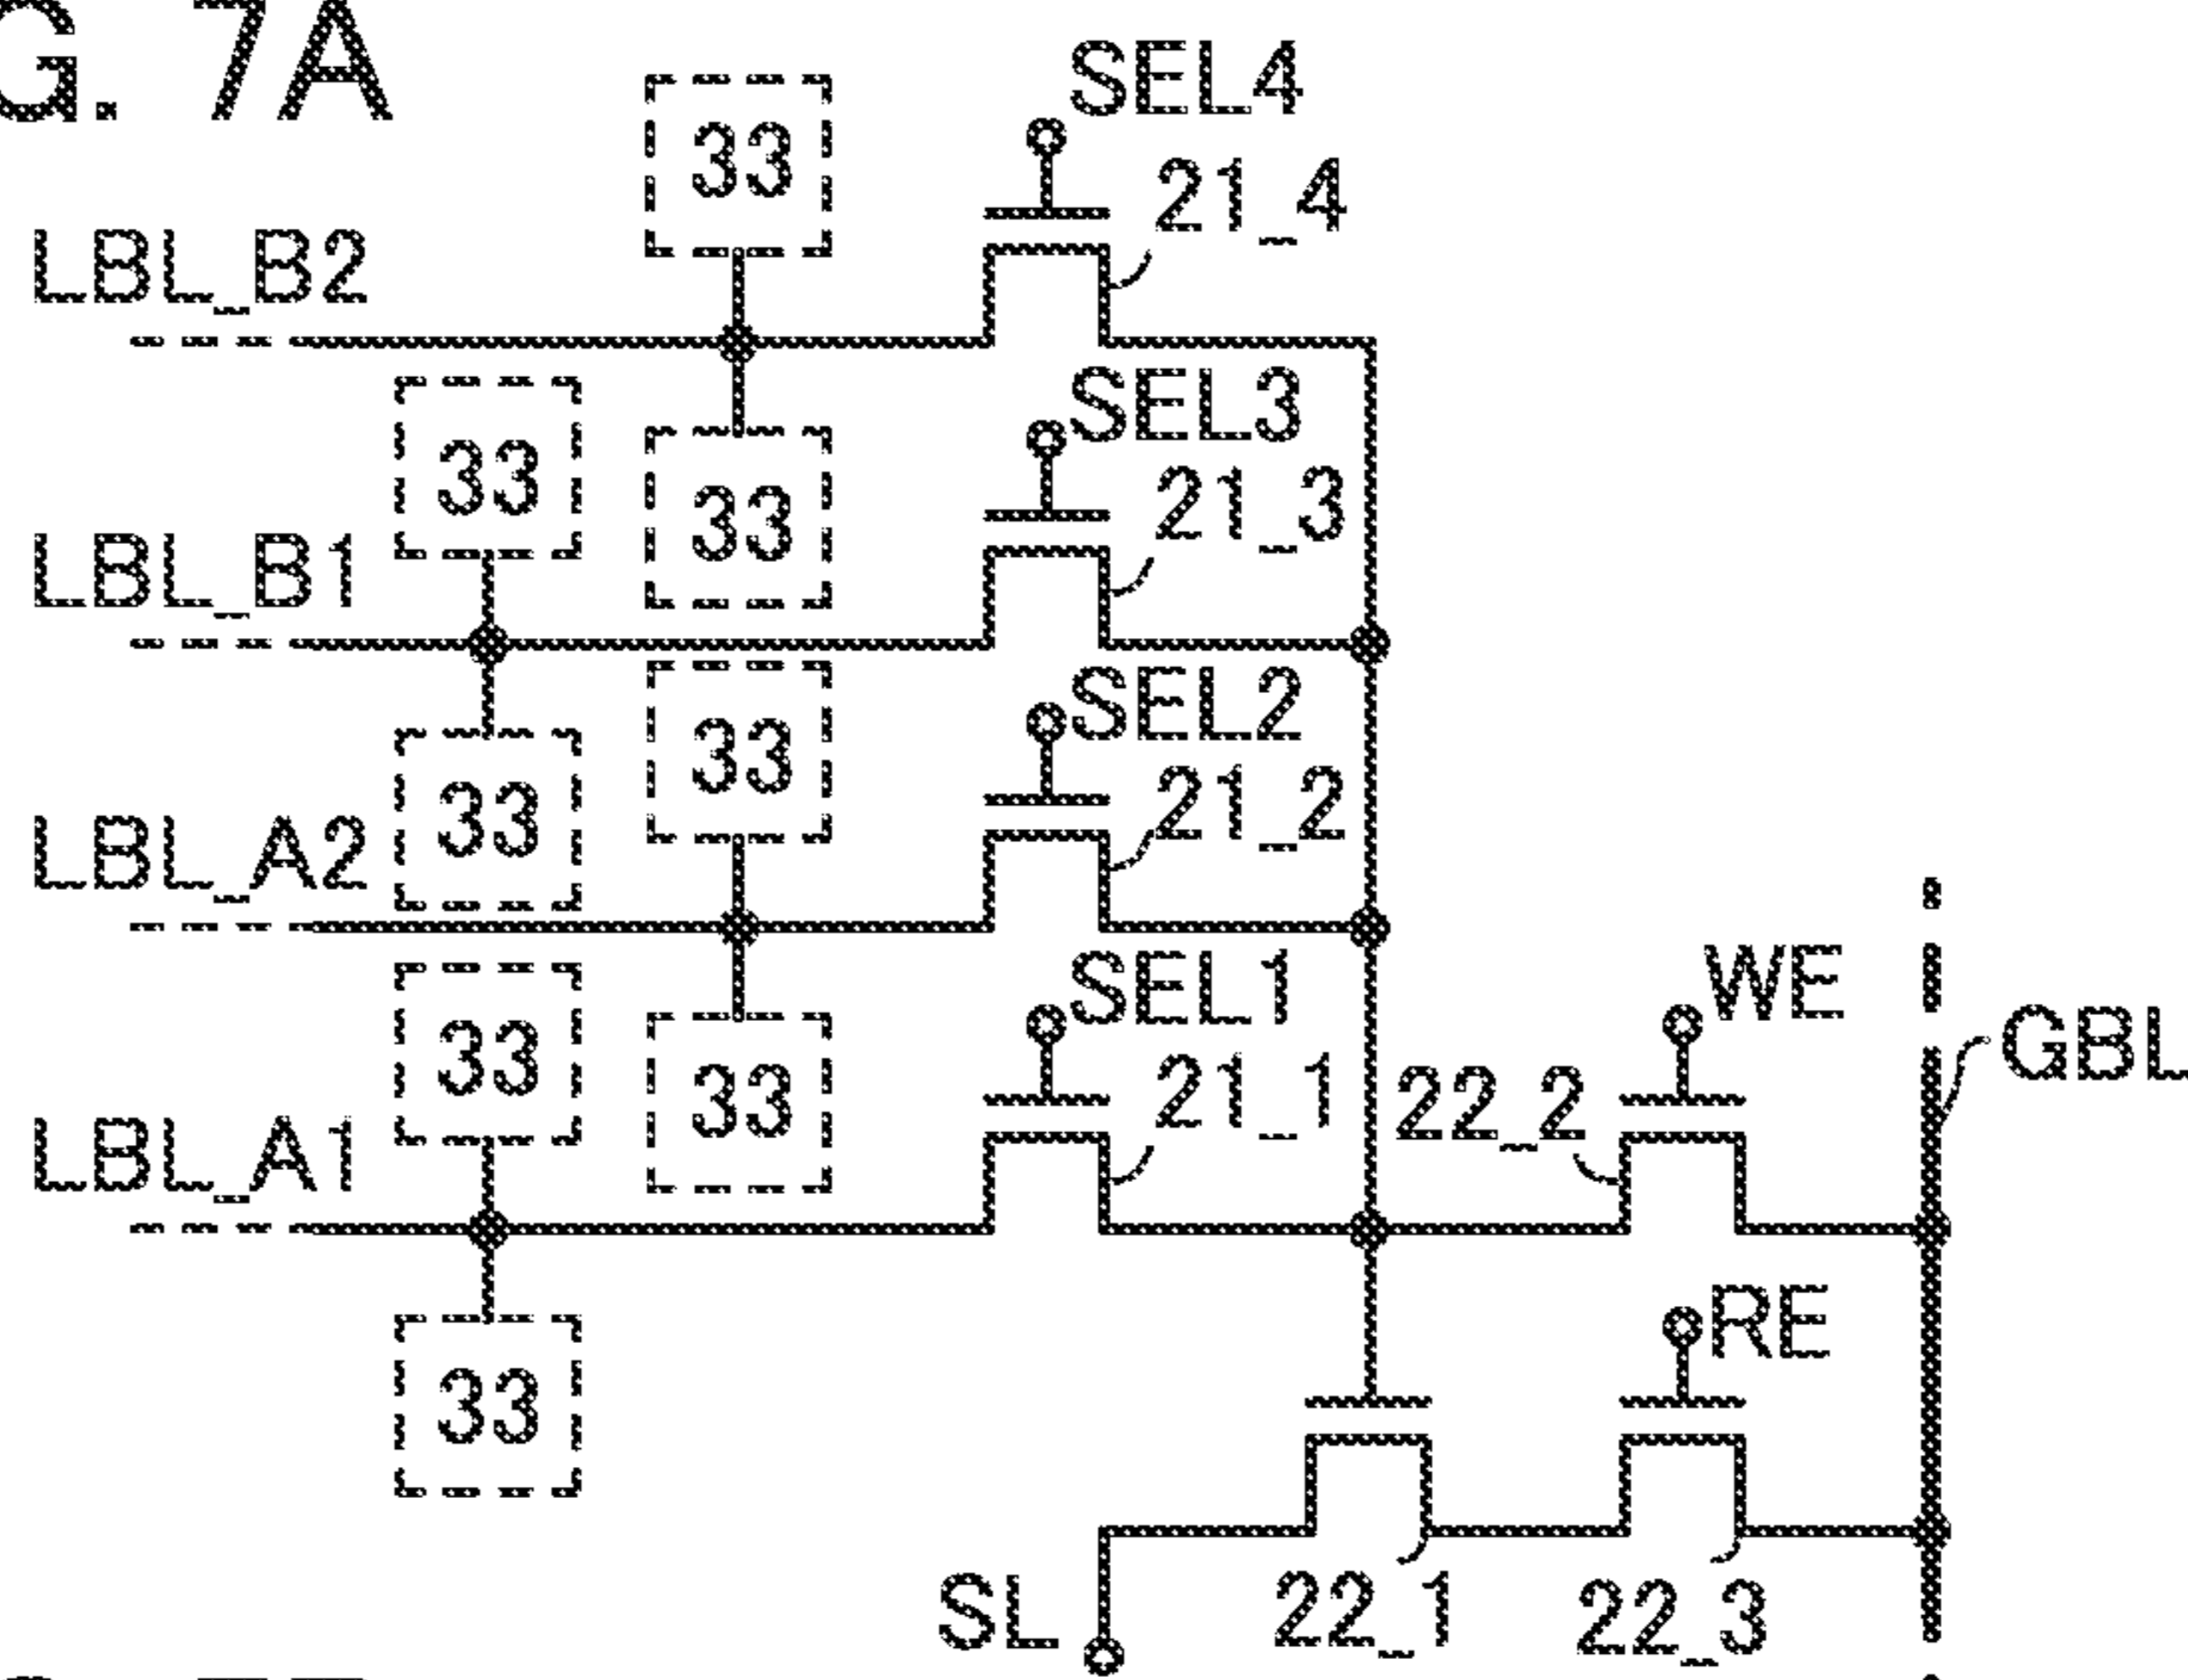 G. 7A
SEL4
33
21_4
LBL_B2
SEL3
33
33
21_3
LBL_B1
SEL2
33
21_2
33
LBL_A2
SEL1
WE
GBL
33
33
21_1
22_2
LBL_A1
RE
33
SL
22_1
22_3